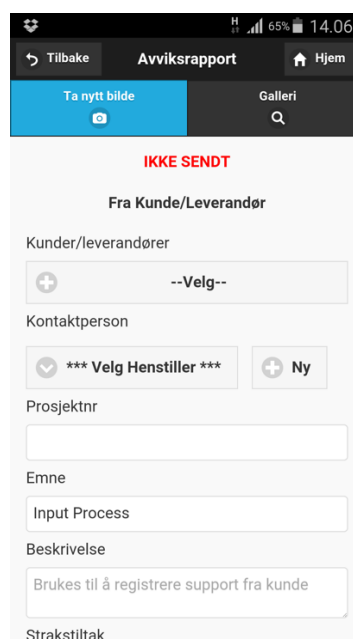 H 65% 14.06
Tilbake Avviksrapport Hjem
Ta nytt bilde Galleri
IKKE SENDT
Fra Kunde/Leverandør
Kunder/leverandører
--Velg--
Kontaktperson
*** Velg Henstiller *** Ny
Prosjektnr
Emne
Input Process
Beskrivelse
Brukes til å registrere support fra kunde
Strakstiltak